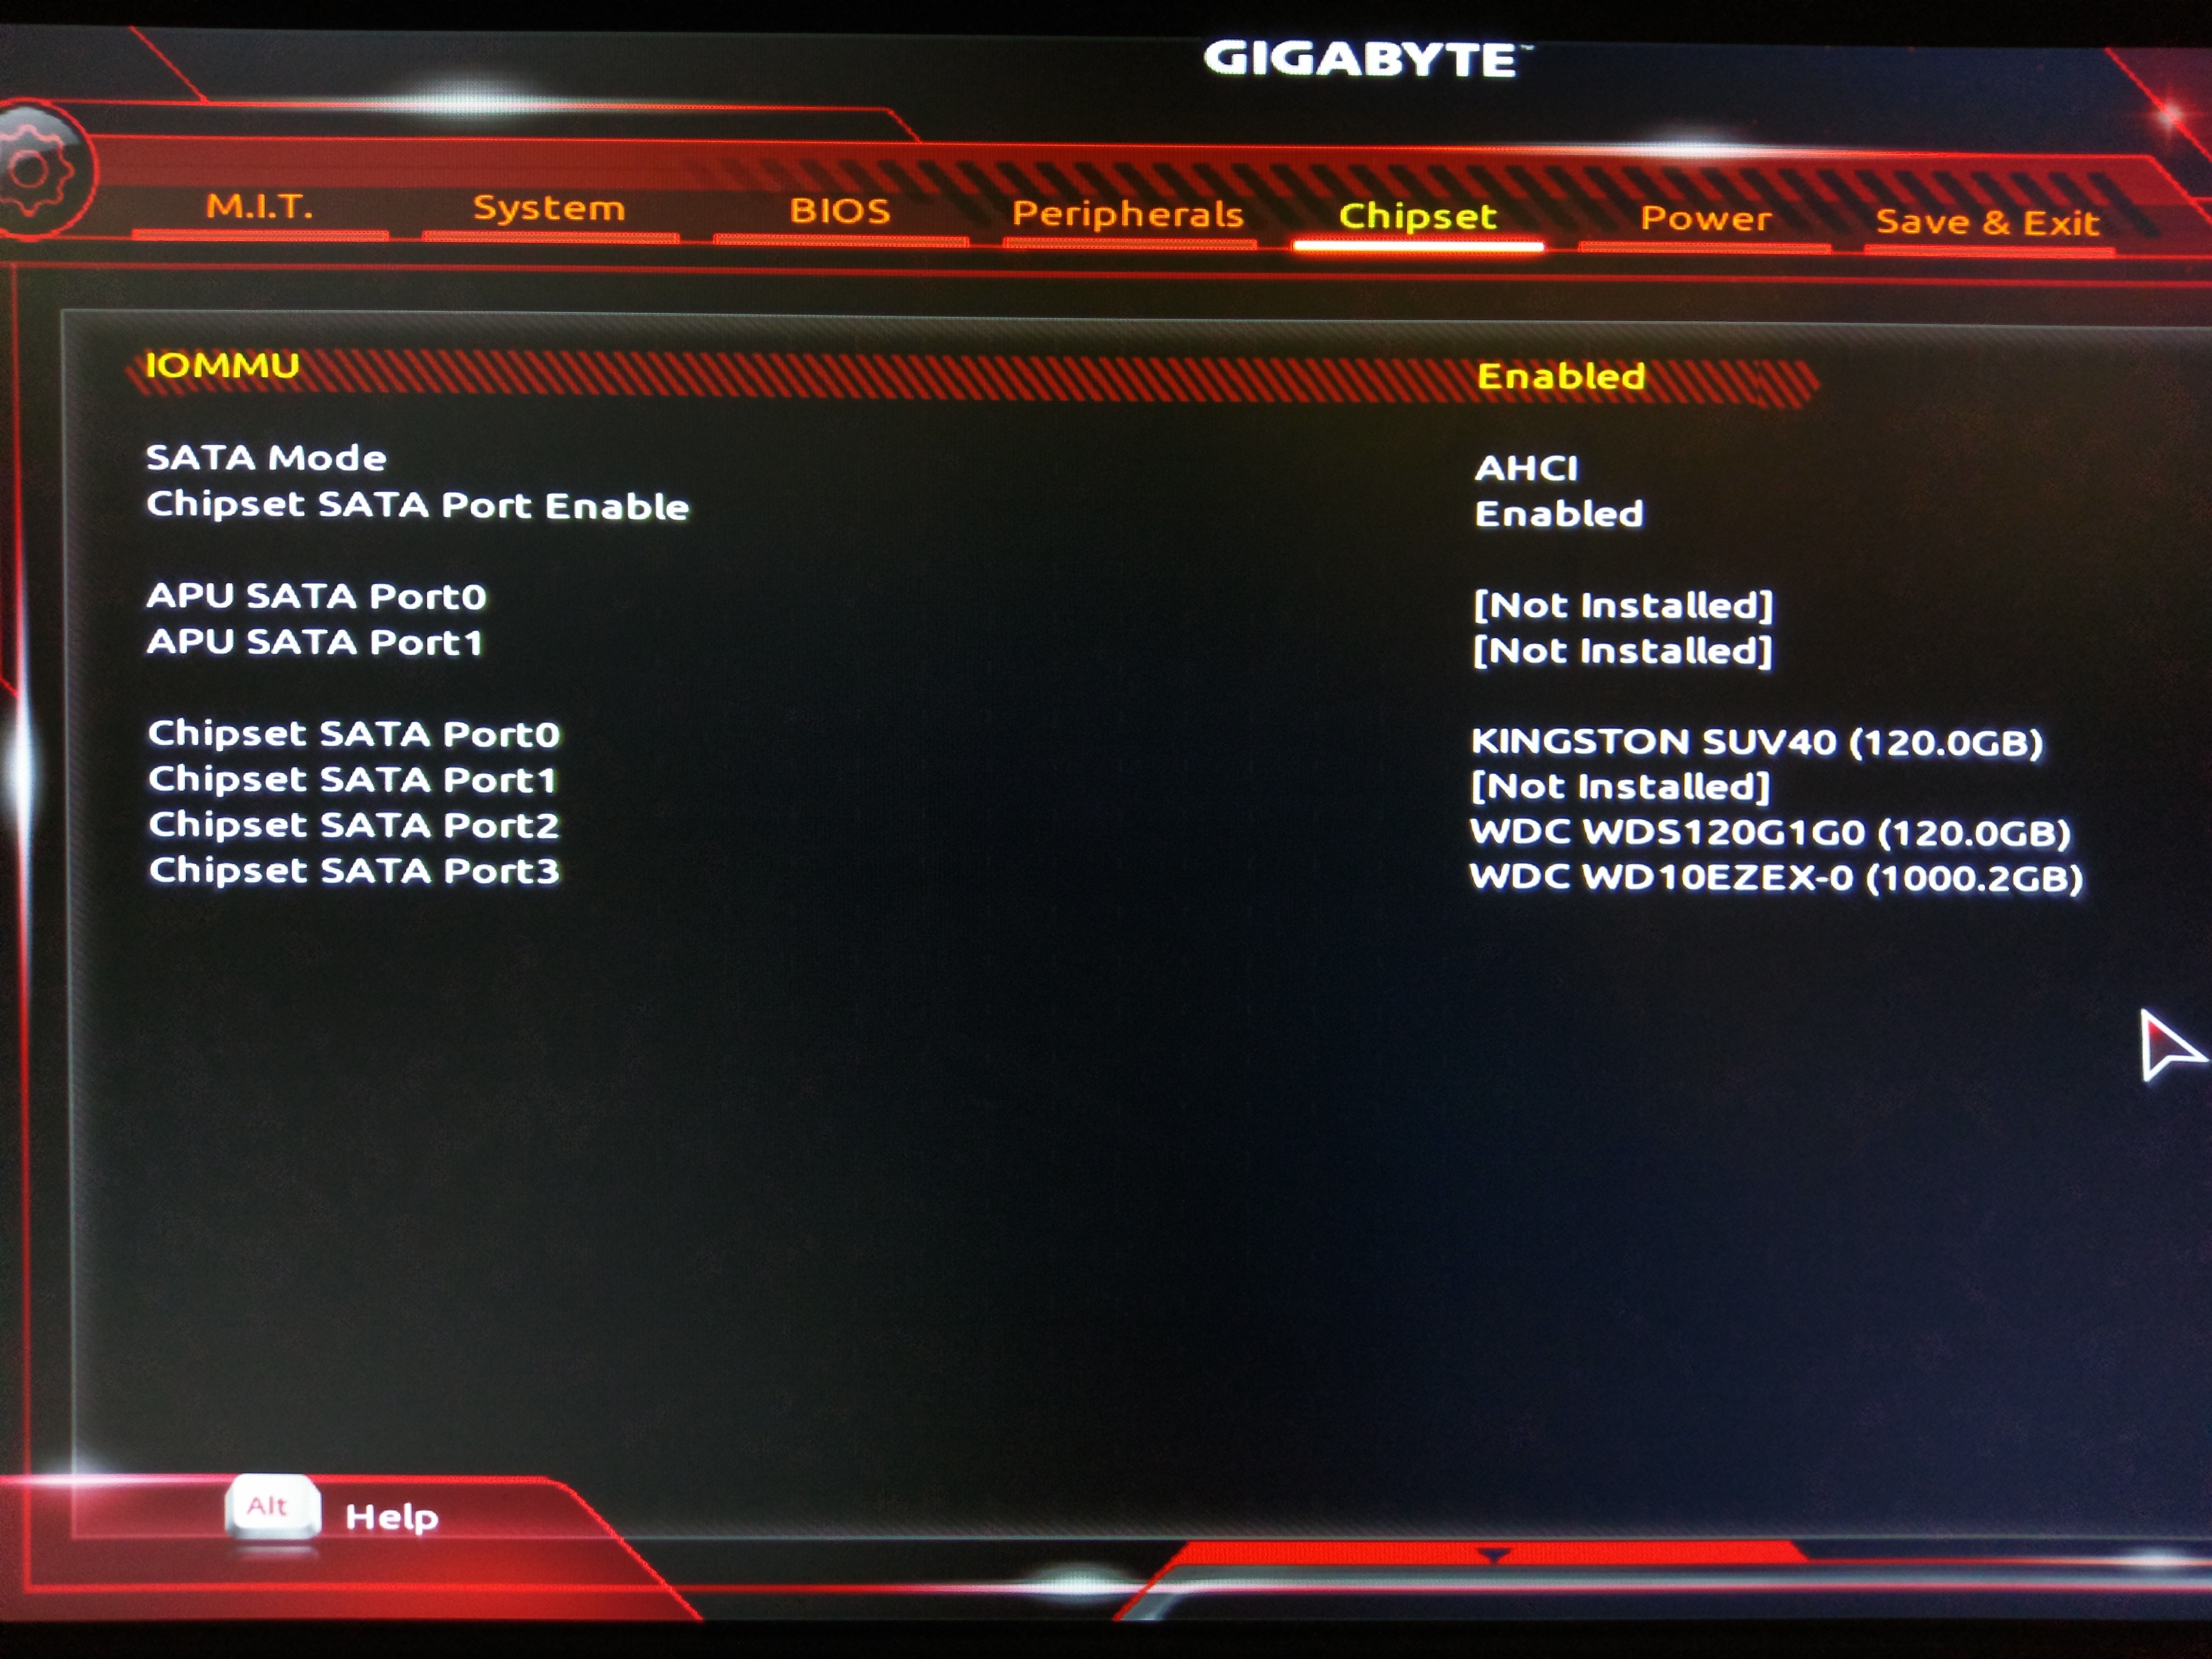 GIGABYTE™
M.I.T. System BIOS Peripherals Chipset Power Save & Exit
IOMMU Enabled
SATA Mode AHCI
Chipset SATA Port Enable Enabled
APU SATA Port0 [Not Installed]
APU SATA Port1 [Not Installed]
Chipset SATA Port0 KINGSTON SUV40 (120.0GB)
Chipset SATA Port1 [Not Installed]
Chipset SATA Port2 WDC WDS120G1G0 (120.0GB)
Chipset SATA Port3 WDC WD10EZEX-0 (1000.2GB)
Alt Help